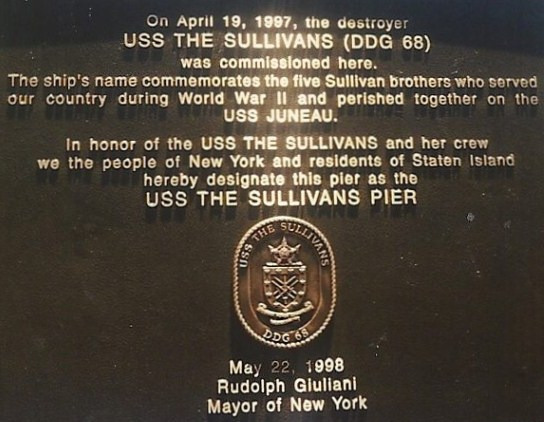 On April 19, 1997, the destroyer
USS THE SULLIVANS (DDG 68)
was commissioned here.
The ship's name commemorates the five Sullivan brothers who served
our country during World War II and perished together on the
USS JUNEAU.
In honor of the USS THE SULLIVANS and her crew
we the people of New York and residents of Staten Island
hereby designate this pier as the
USS THE SULLIVANS PIER
USS THE SULLIVANS
DDG 68
May 22, 1998
Rudolph Giuliani
Mayor of New York